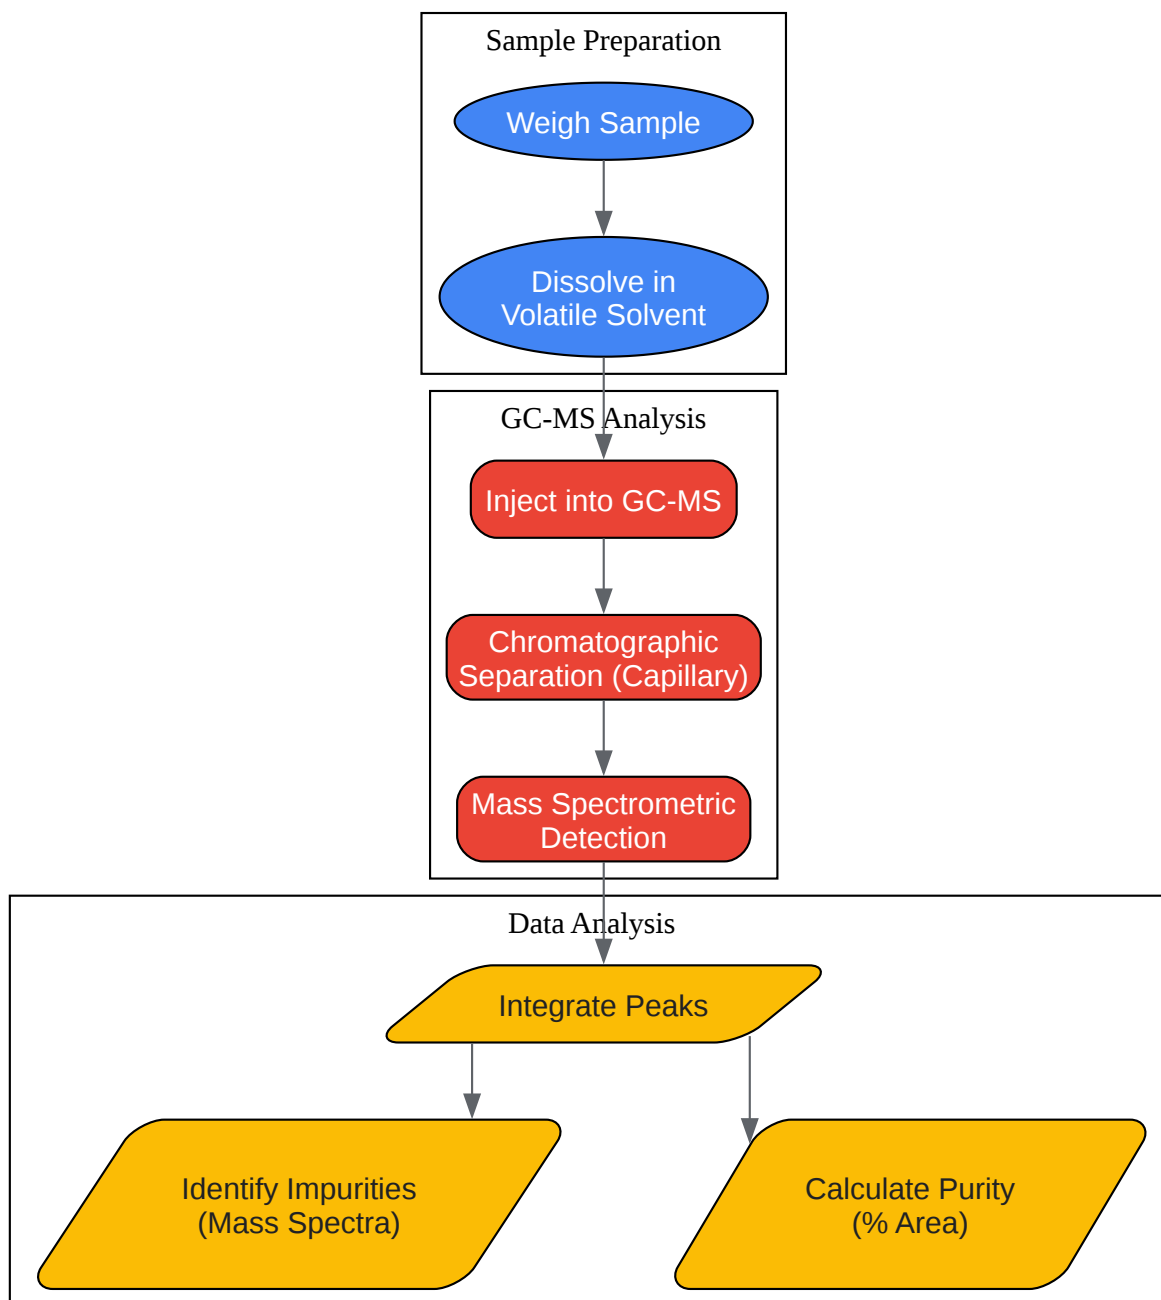 Sample Preparation
Weigh Sample
Dissolve in
Volatile Solvent
GC-MS Analysis
Inject into GC-MS
Chromatographic
Separation (Capillary)
Mass Spectrometric
Detection
Data Analysis
Integrate Peaks
Identify Impurities
(Mass Spectra)
Calculate Purity
(% Area)